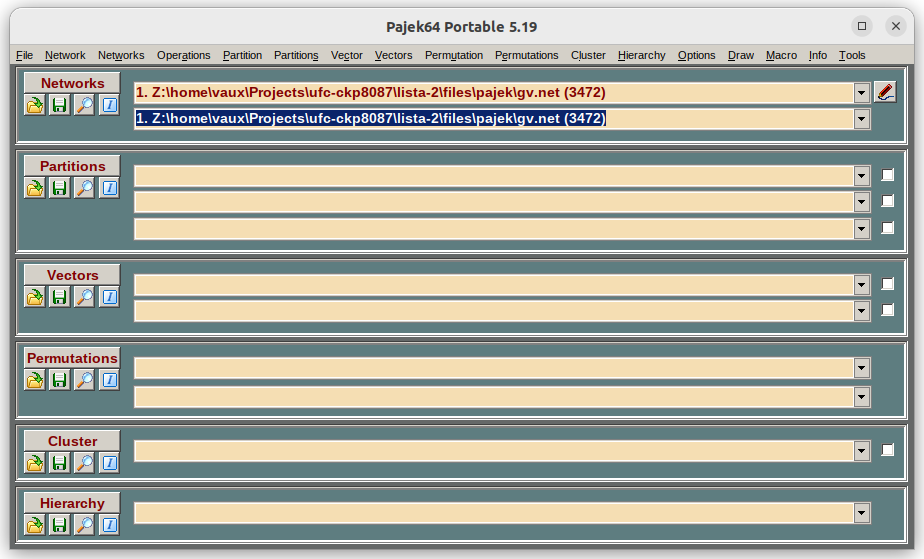 Pajek64 Portable 5.19
File Network Networks Operations Partition Partitions Vector Vectors Permutation Permutations Cluster Hierarchy Options Draw Macro Info Tools
Networks
1. Z:\home\vaux\Projects\ufc-ckp8087\lista-2\files\pajek\gv.net (3472)
1. Z:\home\vaux\Projects\ufc-ckp8087\lista-2\files\pajek\gv.net (3472)
Partitions
Vectors
Permutations
Cluster
Hierarchy